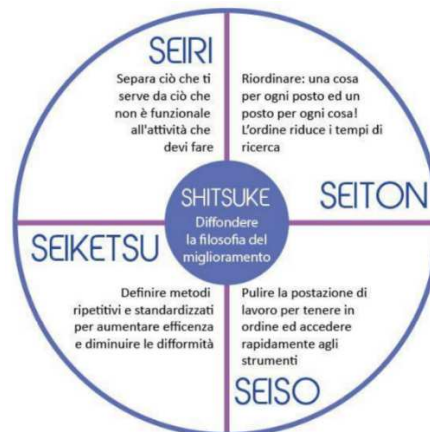 SEIRI
Separa ciò che ti
serve da ciò che
non è funzionale
all'attività che
devi fare
Riordinare: una cosa
per ogni posto ed un
posto per ogni cosa!
L'ordine riduce i tempi di
ricerca
SEITON
SHITSUKE
Diffondere
la filosofia del
miglioramento
SEIKETSU
Definire metodi
ripetitivi e standardizzati
per aumentare efficenza
e diminuire le difformità
Pulire la postazione di
lavoro per tenere in
ordine ed accedere
rapidamente agli
strumenti
SEISO